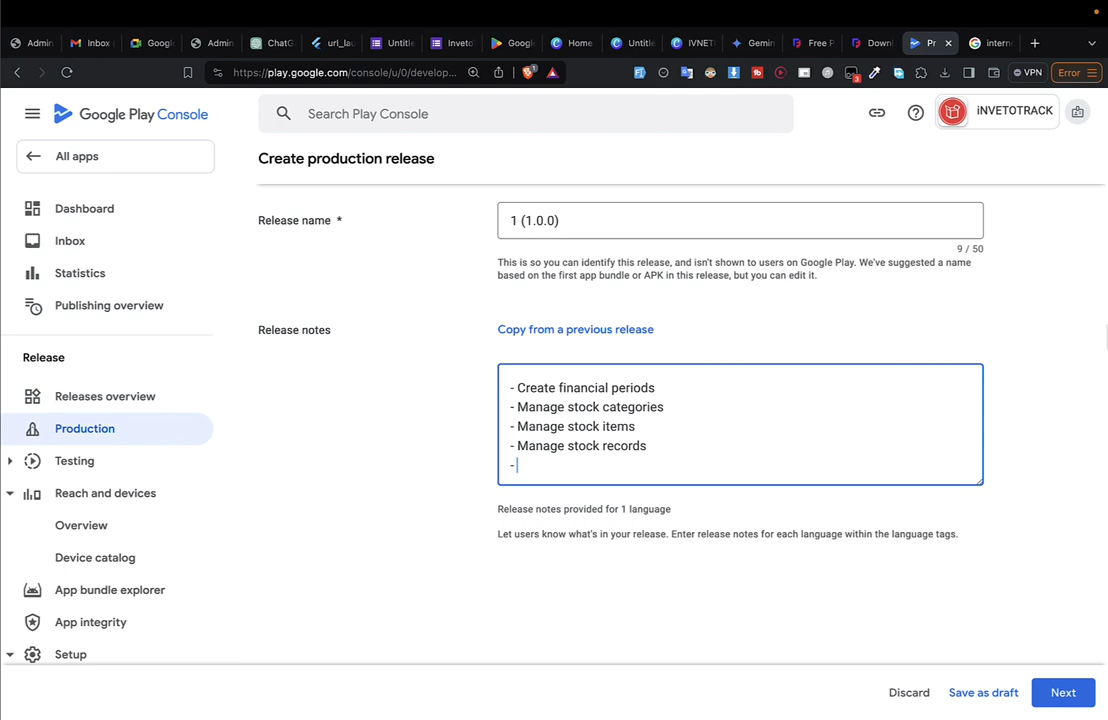 Admin
Inbox
Googl
Admin
ChatG
url_lau
Untitle
Inveto
Googl
Home
Untitle
IVNET
Gemin
Free P
Downl
Pr
intern
https://play.google.com/console/u/0/develop...
1
3
VPN
Error
Google Play Console
Search Play Console
iNVETOTRACK
All apps
Create production release
Dashboard
Inbox
Statistics
Publishing overview
Release
Releases overview
Production
Testing
Reach and devices
Overview
Device catalog
App bundle explorer
App integrity
Setup
Release name *
1 (1.0.0)
9 / 50
This is so you can identify this release, and isn't shown to users on Google Play. We've suggested a name
based on the first app bundle or APK in this release, but you can edit it.
Release notes
Copy from a previous release
- Create financial periods
- Manage stock categories
- Manage stock items
- Manage stock records
-
Release notes provided for 1 language
Let users know what's in your release. Enter release notes for each language within the language tags.
Discard
Save as draft
Next